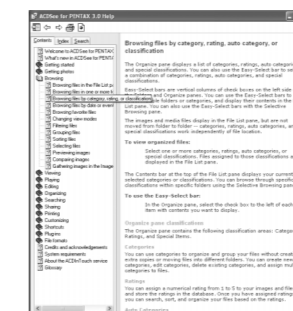 ACDSee for PENTAX 3.0 Help
Contents Index Search
Welcome to ACDSee for PENTAX
What's new in ACDSee for PENTAX
Getting started
Getting photos
Browsing
Browsing files in the File List p
Browsing files in one or more f
Browsing files by category, rating, or classification
Browsing files by date or event
Browsing favorite files
Changing view modes
Filtering files
Grouping files
Sorting files
Selecting files
Previewing images
Comparing images
Gathering images in the Image
Viewing
Playing
Editing
Organizing
Searching
Sharing
Printing
Customizing
Shortcuts
Plug-ins
File formats
Credits and acknowledgements
System requirements
About the ACDInTouch service
Glossary
Browsing files by category, rating, auto category, or
classification
The Organize pane displays a list of categories, ratings, auto categories
and special classifications. You can also use the Easy-Select bar to se
a combination of categories, ratings, auto categories, and special
classifications.
Easy-Select bars are vertical columns of check boxes on the left side
and Organize panes. You can use the Easy-Select bars to
folders or categories, and display their contents in the
List pane. You can also use the Easy-Select bars with the Selective
Browsing pane.
The images and media files display in the File List pane, but are not
moved from folder to folder – categories, ratings, auto categories, an
special classifications work independently of file location.
To view organized files:
Select one or more categories, ratings, auto categories, or
special classifications. Files assigned to those classifications a
displayed in the File List pane.
The Contents bar at the top of the File List pane displays your current
selected categories or classifications. You can browse through specific
classifications within specific folders using the Selective Browsing pan
To use the Easy-Select bar:
In the Organize pane, select the check box to the left of each
item with contents you want to display.
Organize pane classifications
The Organize pane contains the following classification areas: Catego
Ratings, and Special Items.
Categories
You can use categories to organize and group your files without creat
extra copies or moving files into different folders. You can create new
categories, edit categories, delete existing categories, and assign mul
categories to files.
Ratings
You can assign a numerical rating from 1 to 5 to your images and file
and store the ratings in the database. Once you have assigned rating
you can search, sort, and organize your files based on the ratings.
Auto Categories